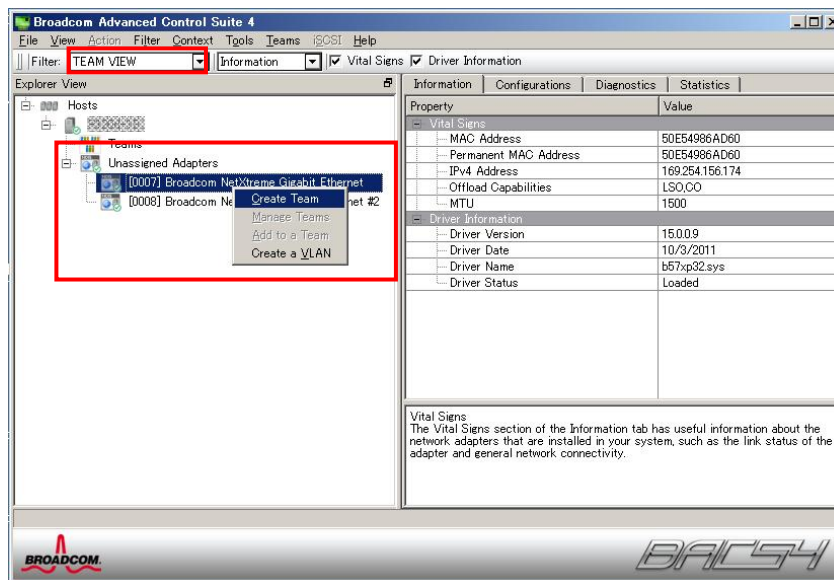 Broadcom Advanced Control Suite 4
File View Action Filter Context Tools Teams iSCSI Help
Filter: TEAM VIEW Information Vital Signs Driver Information
Explorer View
Hosts
Teams
Unassigned Adapters
[0007] Broadcom NetXtreme Gigabit Ethernet
[0008] Broadcom Ne
net #2
Create Team
Manage Teams
Add to a Team
Create a VLAN
Information Configurations Diagnostics Statistics
Property Value
Vital Signs
MAC Address 50E54986AD60
Permanent MAC Address 50E54986AD60
IPv4 Address 169.254.156.174
Offload Capabilities LSO,CO
MTU 1500
Driver Information
Driver Version 15.0.0.9
Driver Date 10/3/2011
Driver Name b57xp32.sys
Driver Status Loaded
Vital Signs
The Vital Signs section of the Information tab has useful information about the
network adapters that are installed in your system, such as the link status of the
adapter and general network connectivity.
BROADCOM.
BACS4